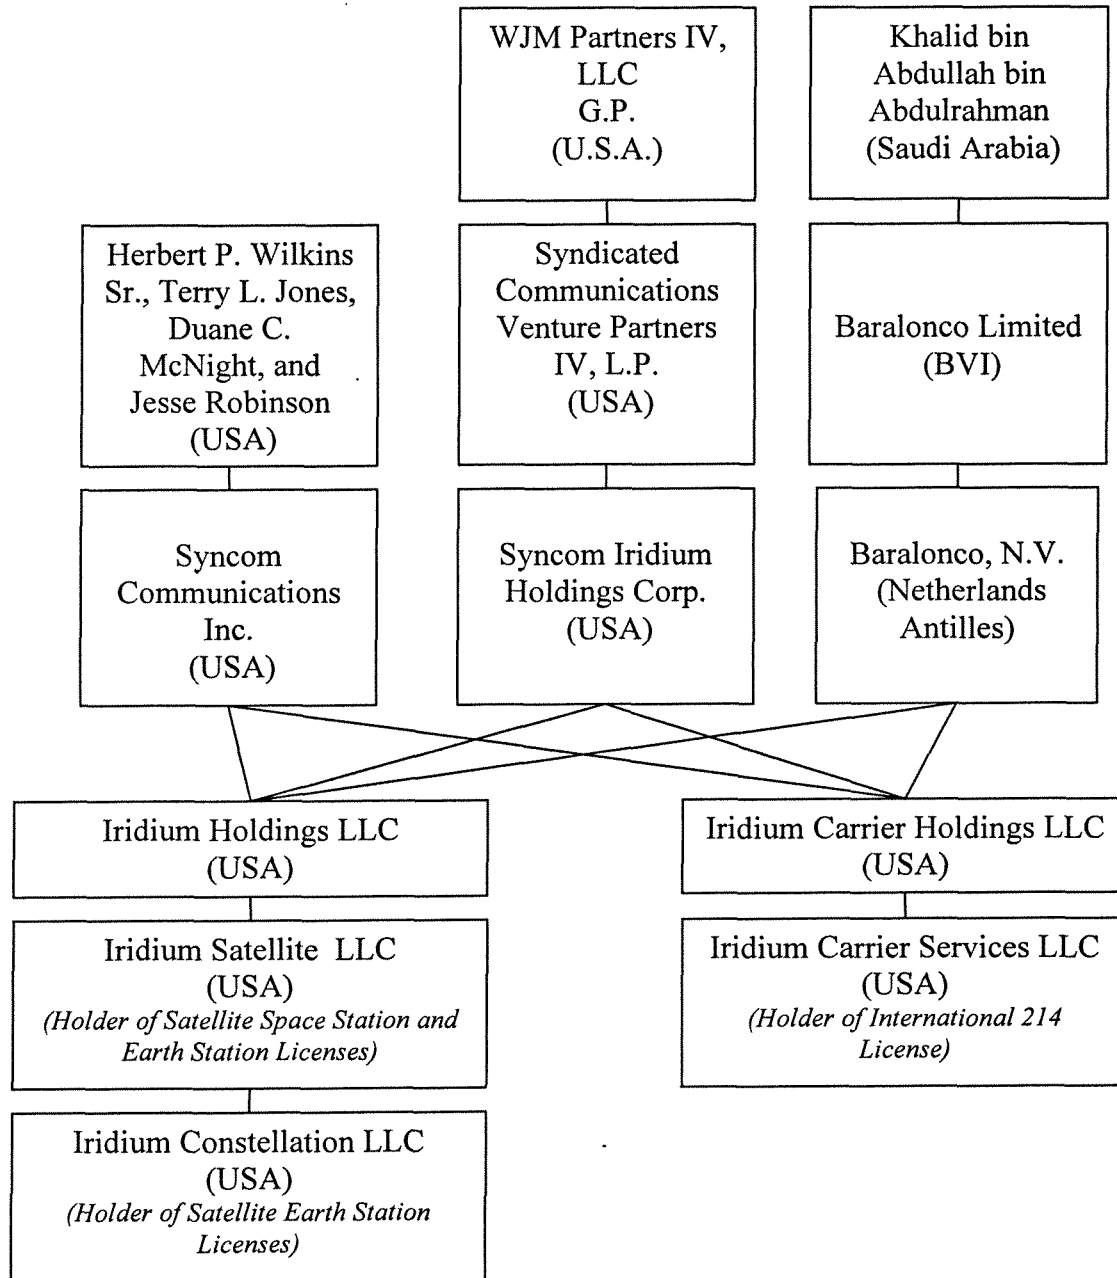 WJM Partners IV,
LLC
G.P.
(U.S.A.)
Khalid bin
Abdullah bin
Abdulrahman
(Saudi Arabia)
Herbert P. Wilkins
Sr., Terry L. Jones,
Duane C.
McNight, and
Jesse Robinson
(USA)
Syndicated
Communications
Venture Partners
IV, L.P.
(USA)
Baralonco Limited
(BVI)
Syncom
Communications
Inc.
(USA)
Syncom Iridium
Holdings Corp.
(USA)
Baralonco, N.V.
(Netherlands
Antilles)
Iridium Holdings LLC
(USA)
Iridium Carrier Holdings LLC
(USA)
Iridium Satellite LLC
(USA)
(Holder of Satellite Space Station and
Earth Station Licenses)
Iridium Carrier Services LLC
(USA)
(Holder of International 214
License)
Iridium Constellation LLC
(USA)
(Holder of Satellite Earth Station
Licenses)